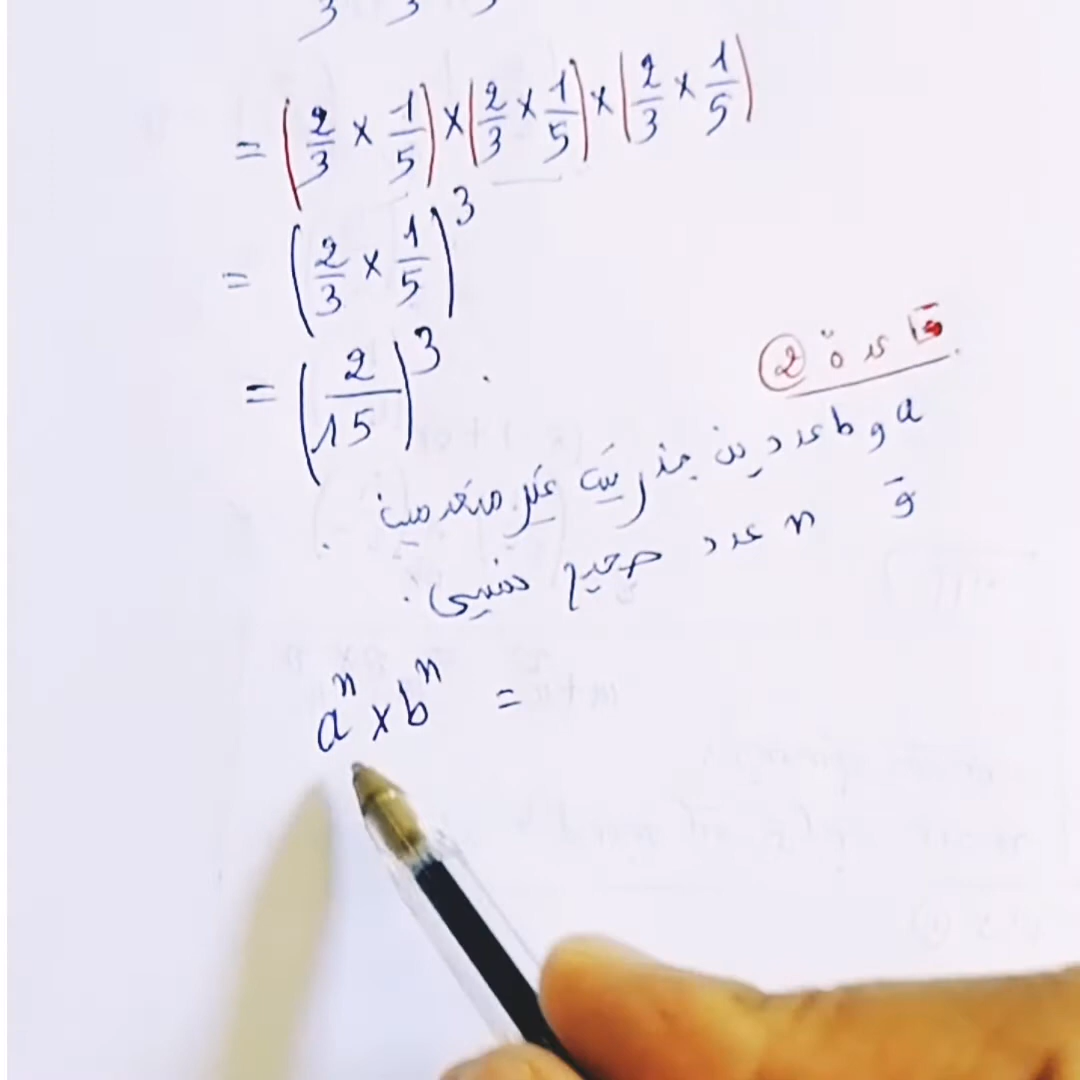 = (2/3 × 1/5) × (2/3 × 1/5) × (2/3 × 1/5)
= (2/3 × 1/5)³
= (2/15)³ .
قاعدة 2
a و b عددين جذريين غير منعدمين .
و n عدد صحيح نسبي :
aⁿ × bⁿ =